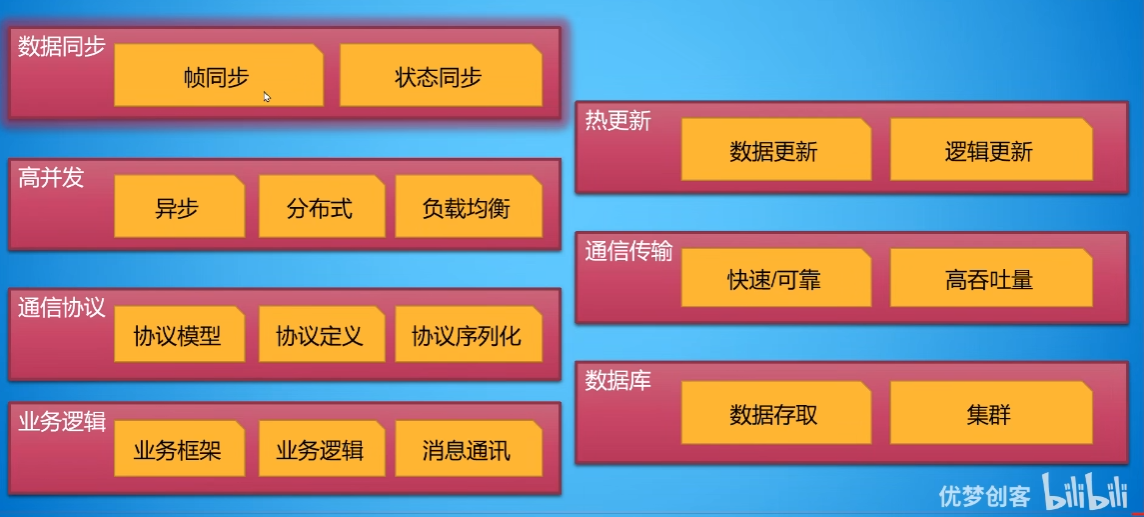 数据同步
帧同步
状态同步
高并发
异步
分布式
负载均衡
通信协议
协议模型
协议定义
协议序列化
业务逻辑
业务框架
业务逻辑
消息通讯
热更新
数据更新
逻辑更新
通信传输
快速/可靠
高吞吐量
数据库
数据存取
集群
优梦创客 bilibili